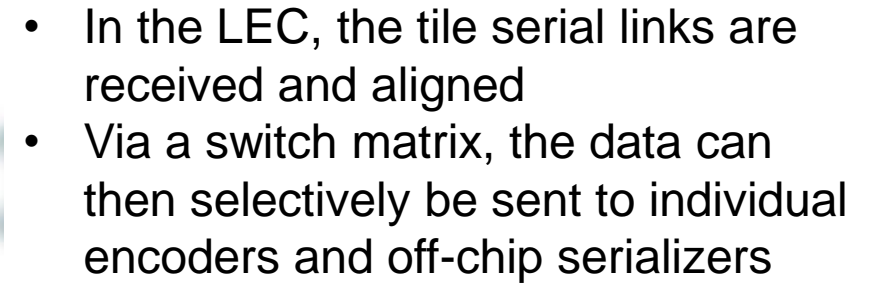 • In the LEC, the tile serial links are
received and aligned
• Via a switch matrix, the data can
then selectively be sent to individual
encoders and off-chip serializers